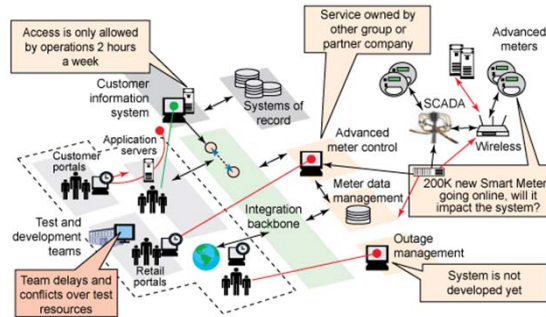 Access is only allowed
by operations 2 hours
a week
Service owned by
other group or
partner company
Advanced
meters
Customer
information
system
Systems of
record
SCADA
Wireless
Application
servers
Customer
portals
Advanced
meter control
200K new Smart Meter
going online, will it
impact the system?
Meter data
management
Test and
development
teams
Integration
backbone
Retail
portals
Outage
management
Team delays and
conflicts over test
resources
System is not
developed yet